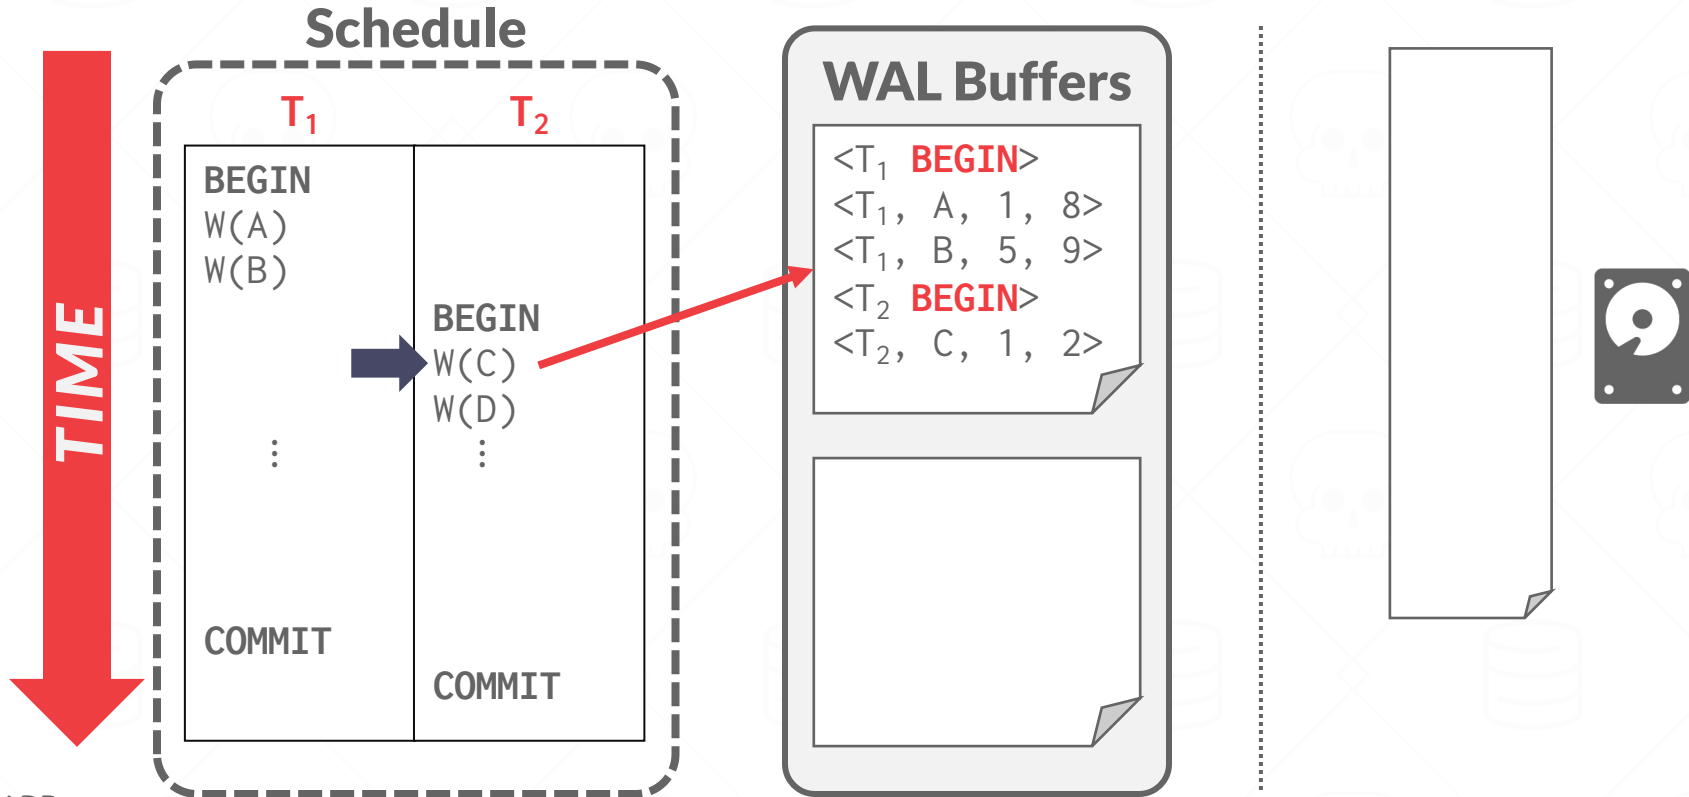 Schedule
T₁ T₂
BEGIN
W(A)
W(B)
BEGIN
W(C)
W(D)
⋮ ⋮
COMMIT
COMMIT
TIME
WAL Buffers
<T₁ BEGIN>
<T₁, A, 1, 8>
<T₁, B, 5, 9>
<T₂ BEGIN>
<T₂, C, 1, 2>